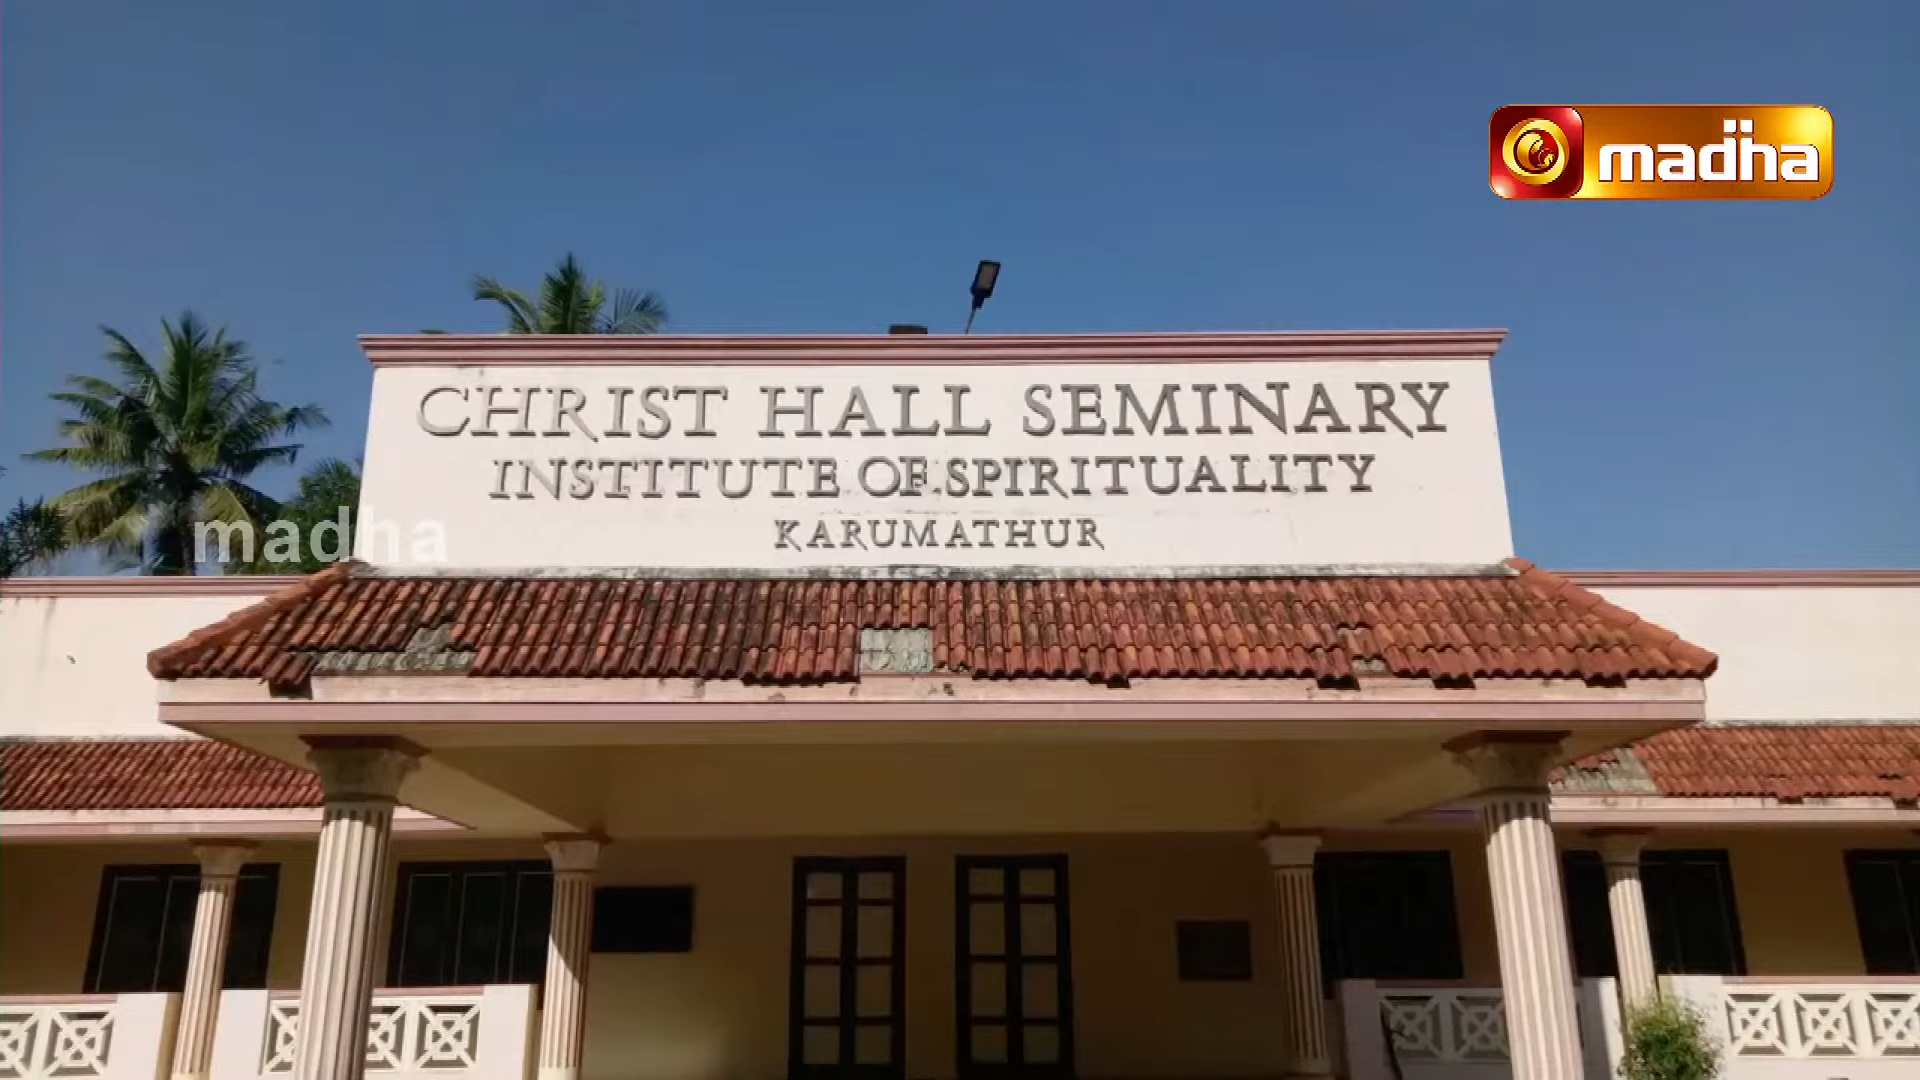 madha
CHRIST HALL SEMINARY
INSTITUTE OF SPIRITUALITY
KARUMATHUR
madha